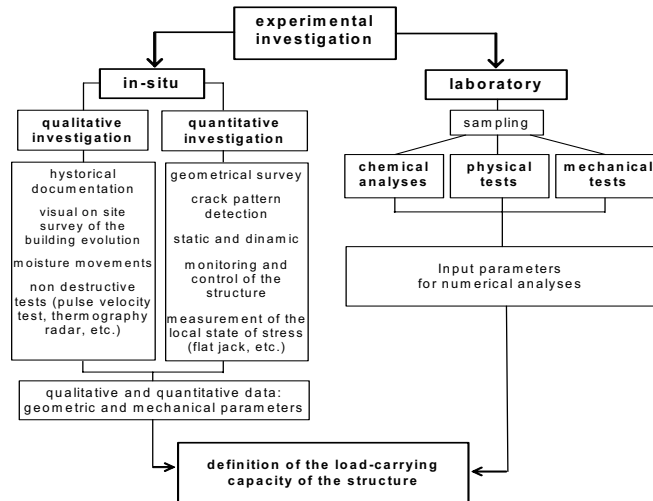 experimental
investigation
in-situ
laboratory
qualitative
investigation
quantitative
investigation
sampling
chemical
analyses
physical
tests
mechanical
tests
hystorical
documentation
visual on site
survey of the
building evolution
moisture movements
non destructive
tests (pulse velocity
test, thermography
radar, etc.)
geometrical survey
crack pattern
detection
static and dinamic
monitoring and
control of the
structure
measurement of the
local state of stress
(flat jack, etc.)
Input parameters
for numerical analyses
qualitative and quantitative data:
geometric and mechanical parameters
definition of the load-carrying
capacity of the structure